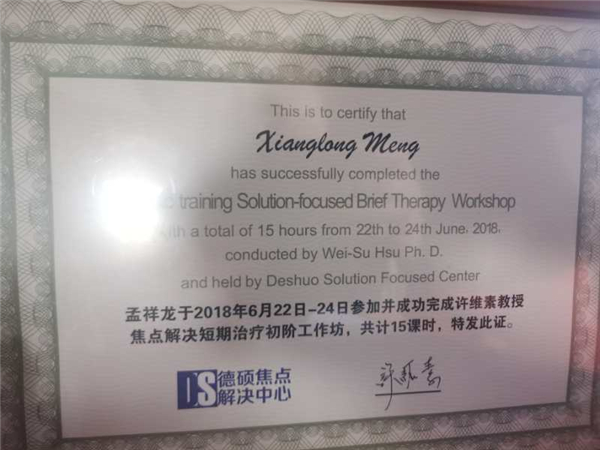 This is to certify that
Xianglong Meng
has successfully completed the
training Solution-focused Brief Therapy Workshop
with a total of 15 hours from 22th to 24th June, 2018,
conducted by Wei-Su Hsu Ph. D.
and held by Deshuo Solution Focused Center
孟祥龙于2018年6月22日-24日参加并成功完成许维素教授
焦点解决短期治疗初阶工作坊，共计15课时，特发此证。
DS 德硕焦点
解决中心
许维素